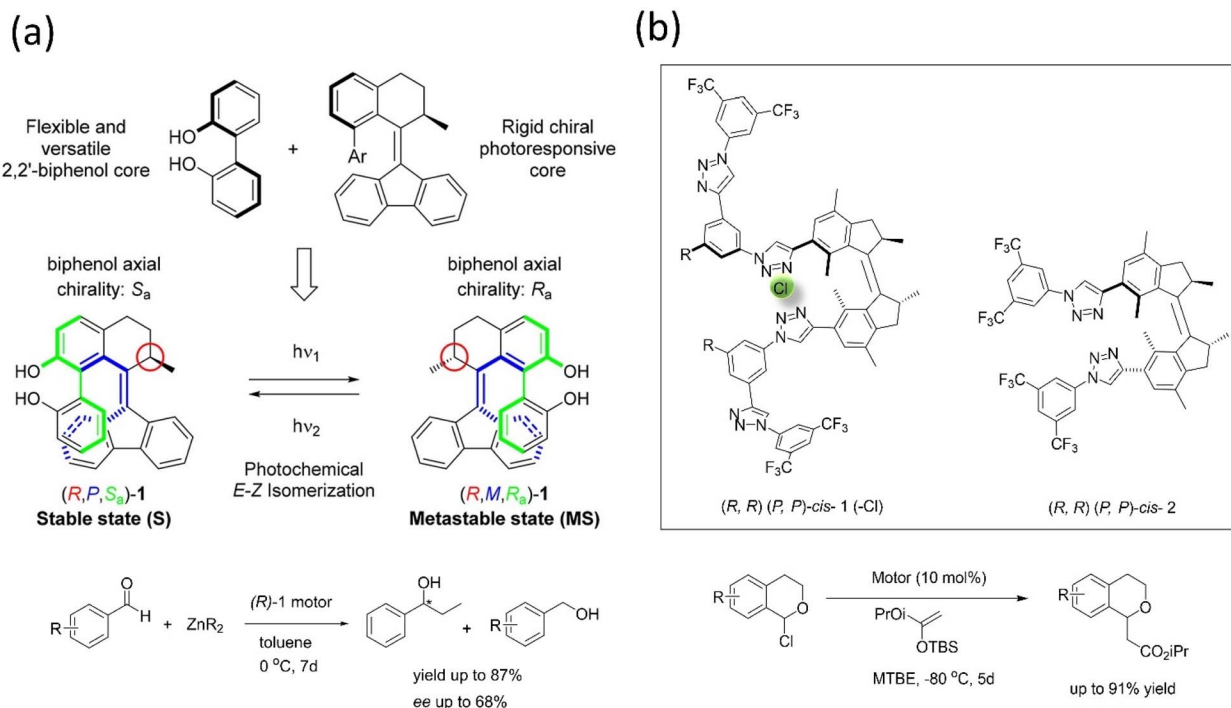 (a)
Flexible and
versatile
2,2'-biphenol core
HO
HO
+
Ar
Rigid chiral
photoresponsive
core
biphenol axial
chirality: Sa
biphenol axial
chirality: Ra
HO
HO
hν1
hν2
Photochemical
E-Z Isomerization
OH
OH
(R,P,Sa)-1
Stable state (S)
(R,M,Ra)-1
Metastable state (MS)
R
O
H
+ ZnR2
(R)-1 motor
toluene
0 °C, 7d
OH
*
+
R
OH
yield up to 87%
ee up to 68%
(b)
F3C
CF3
N
N
N
R
N
N
N
Cl
N
N
N
R
N
N
N
CF3
F3C
(R, R) (P, P)-cis- 1 (-Cl)
F3C
F3C
N
N
N
N
N
N
F3C
CF3
(R, R) (P, P)-cis- 2
R
O
Cl
Motor (10 mol%)
PrOi
OTBS
MTBE, -80 °C, 5d
R
O
CO2iPr
up to 91% yield